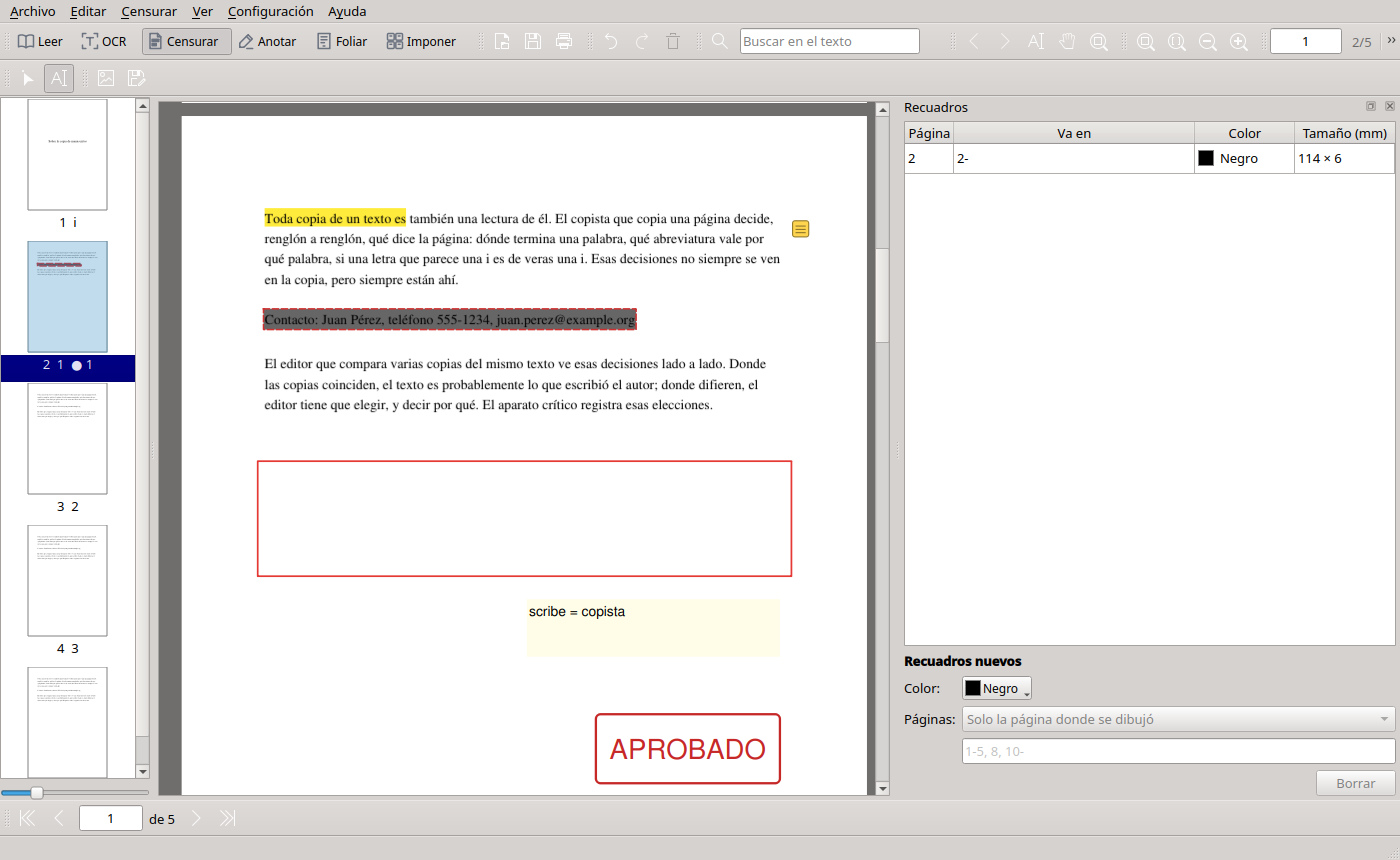 Archivo Editar Censurar Ver Configuración Ayuda
Leer OCR Censurar Anotar Foliar Imponer Buscar en el texto 1 2/5
Recuadros
Página Va en Color Tamaño (mm)
2 2- Negro 114 × 6
1 i
2 1 1
3 2
4 3
Toda copia de un texto es también una lectura de él. El copista que copia una página decide,
renglón a renglón, qué dice la página: dónde termina una palabra, qué abreviatura vale por
qué palabra, si una letra que parece una i es de veras una i. Esas decisiones no siempre se ven
en la copia, pero siempre están ahí.
Contacto: Juan Pérez, teléfono 555-1234, juan.perez@example.org
El editor que compara varias copias del mismo texto ve esas decisiones lado a lado. Donde
las copias coinciden, el texto es probablemente lo que escribió el autor; donde difieren, el
editor tiene que elegir, y decir por qué. El aparato crítico registra esas elecciones.
scribe = copista
APROBADO
Recuadros nuevos
Color: Negro
Páginas: Solo la página donde se dibujó
1-5, 8, 10-
Borrar
1 de 5